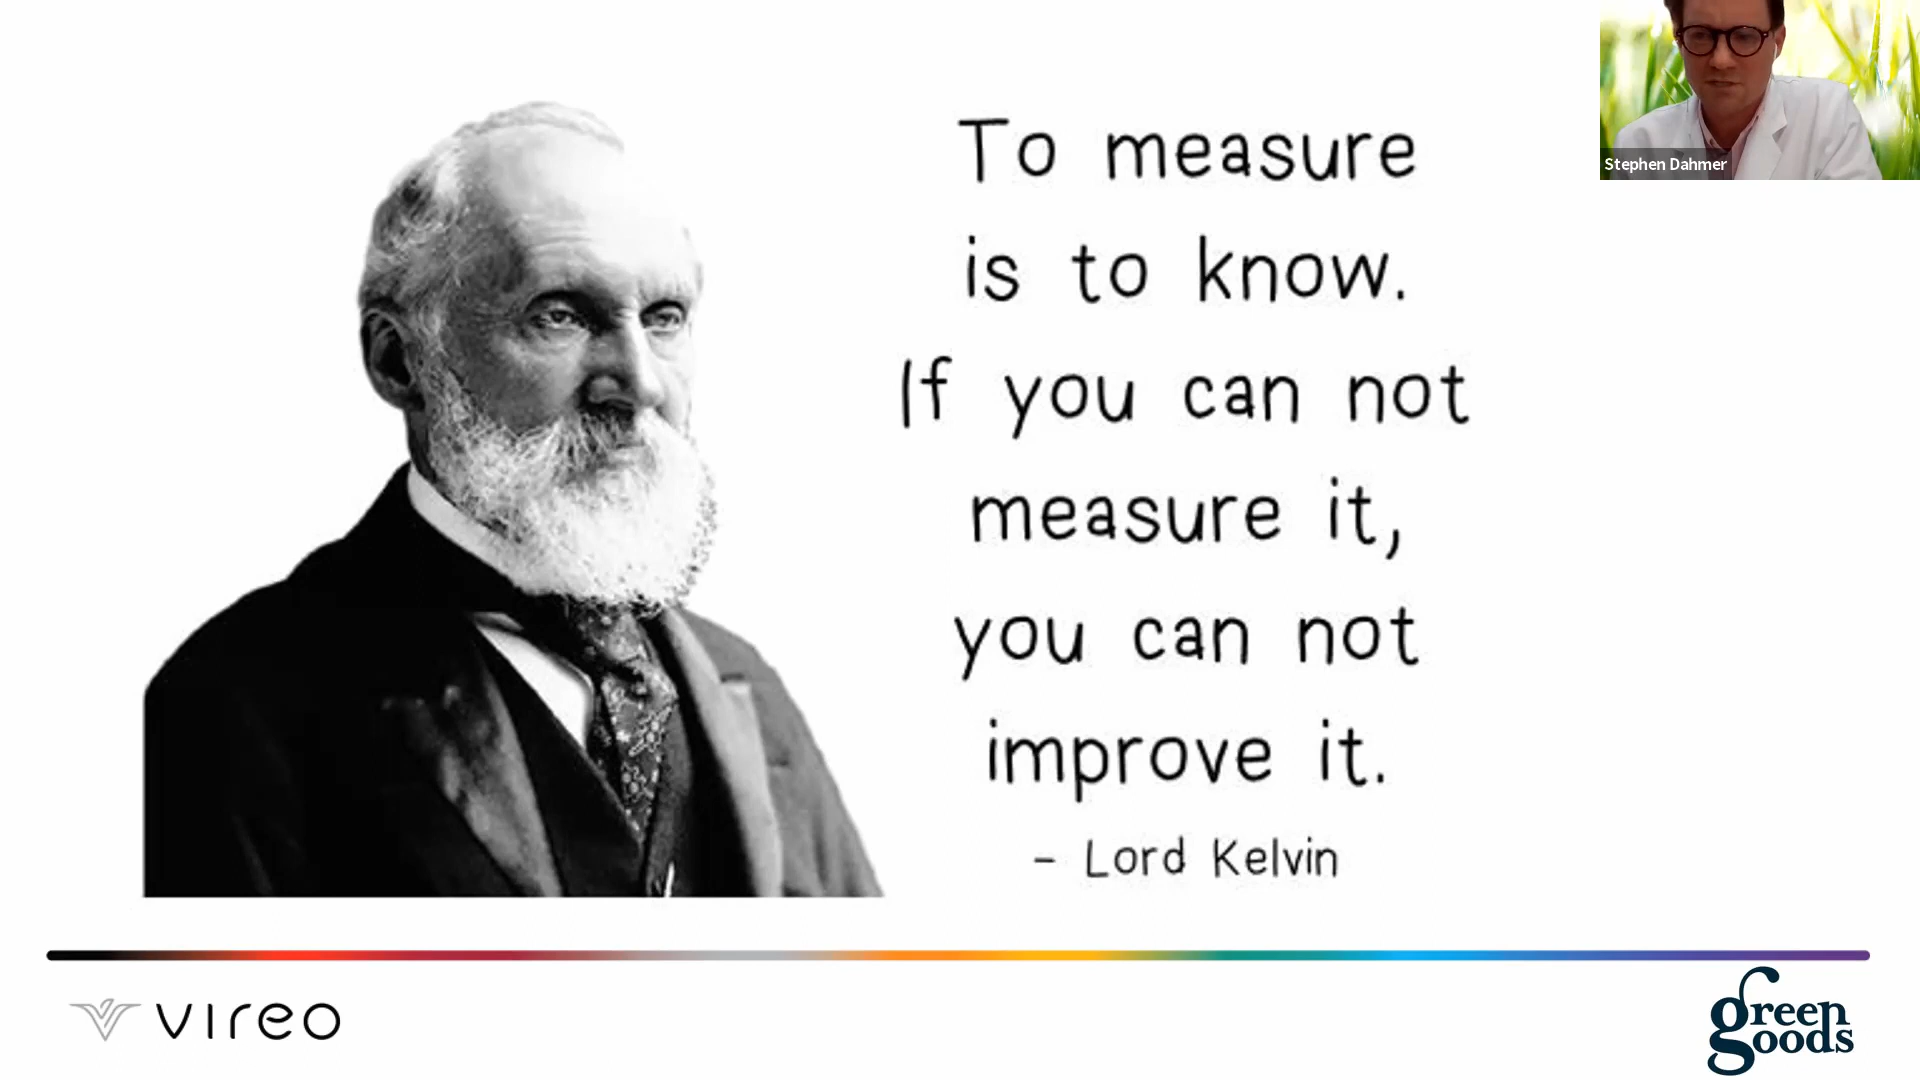 To measure
is to know.
If you can not
measure it,
you can not
improve it.
- Lord Kelvin
Stephen Dahmer
vireo
green
goods